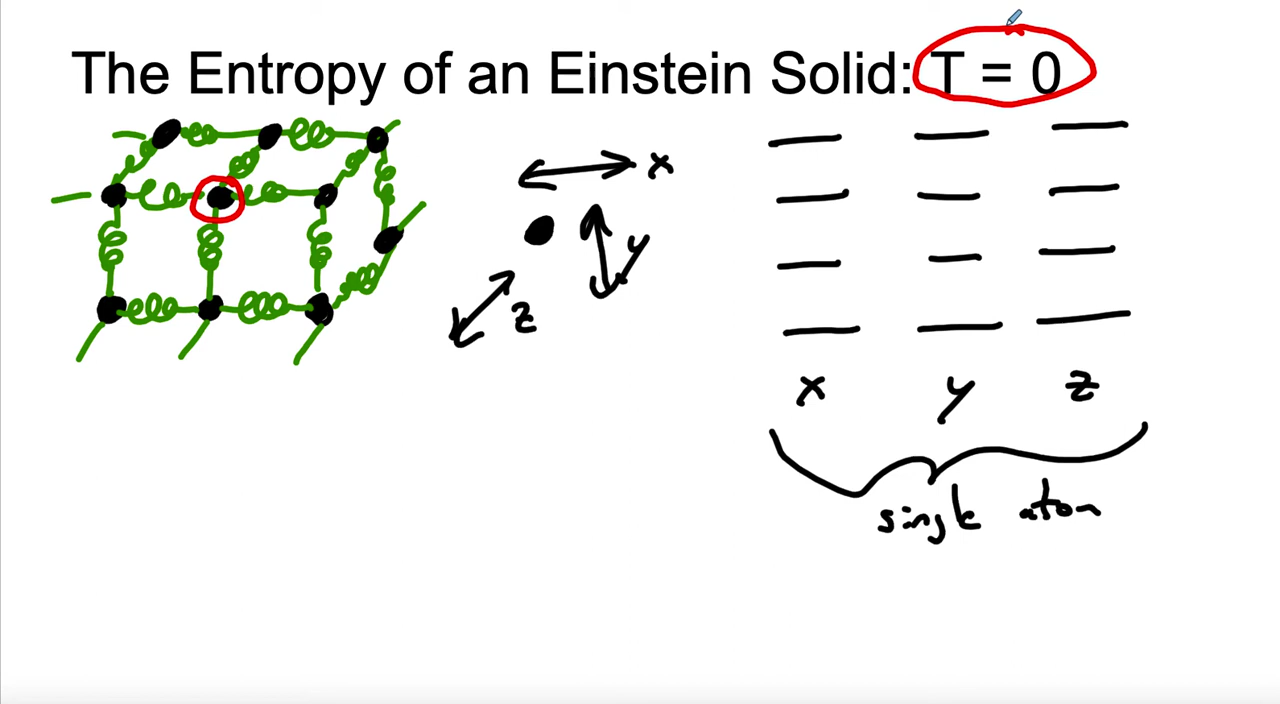 The Entropy of an Einstein Solid: T = 0
x
y
z
x y z
single atom